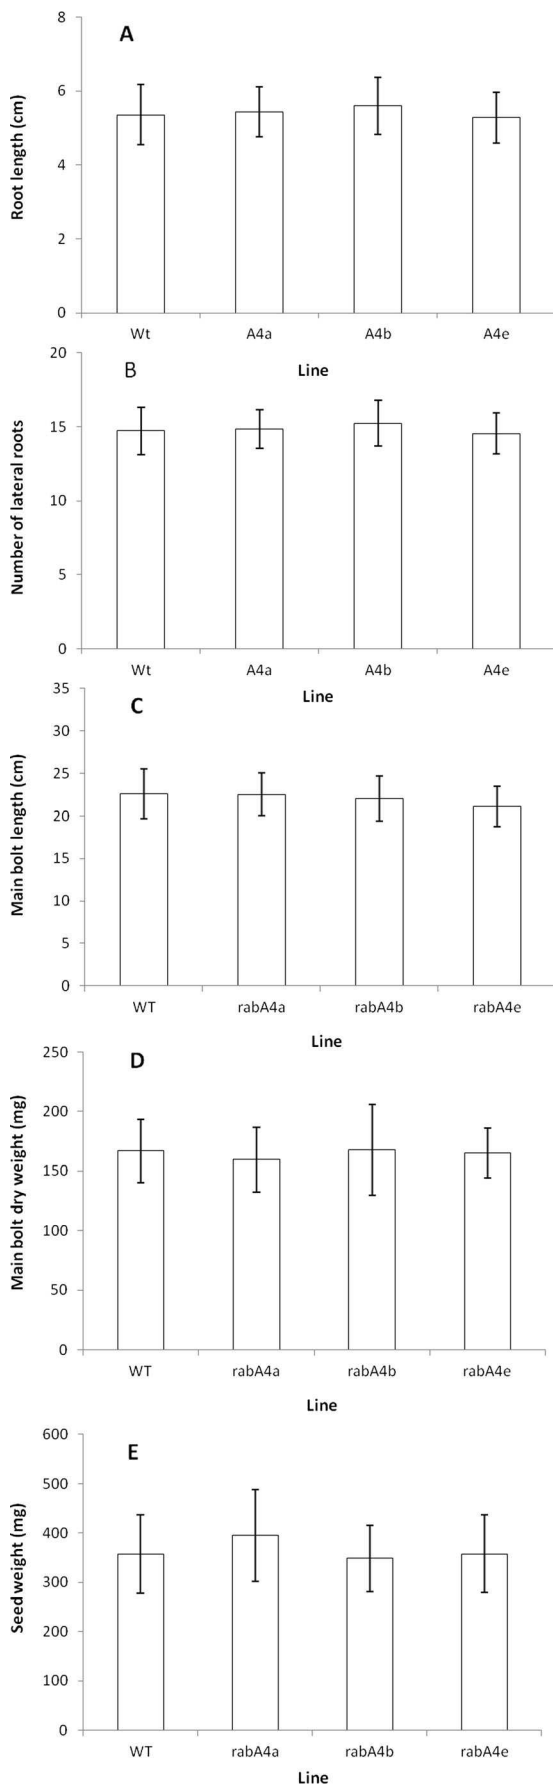 A
Root length (cm)
8
6
4
2
0
Wt A4a A4b A4e
Line
B
Number of lateral roots
20
15
10
5
0
Wt A4a A4b A4e
Line
C
Main bolt length (cm)
35
30
25
20
15
10
5
0
WT rabA4a rabA4b rabA4e
Line
D
Main bolt dry weight (mg)
250
200
150
100
50
0
WT rabA4a rabA4b rabA4e
Line
E
Seed weight (mg)
600
500
400
300
200
100
0
WT rabA4a rabA4b rabA4e
Line